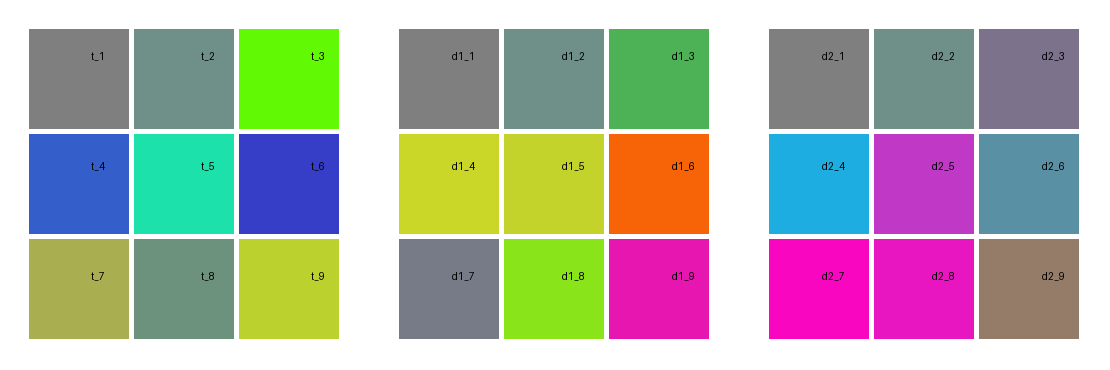 t_1 t_2 t_3 d1_1 d1_2 d1_3 d2_1 d2_2 d2_3
t_4 t_5 t_6 d1_4 d1_5 d1_6 d2_4 d2_5 d2_6
t_7 t_8 t_9 d1_7 d1_8 d1_9 d2_7 d2_8 d2_9